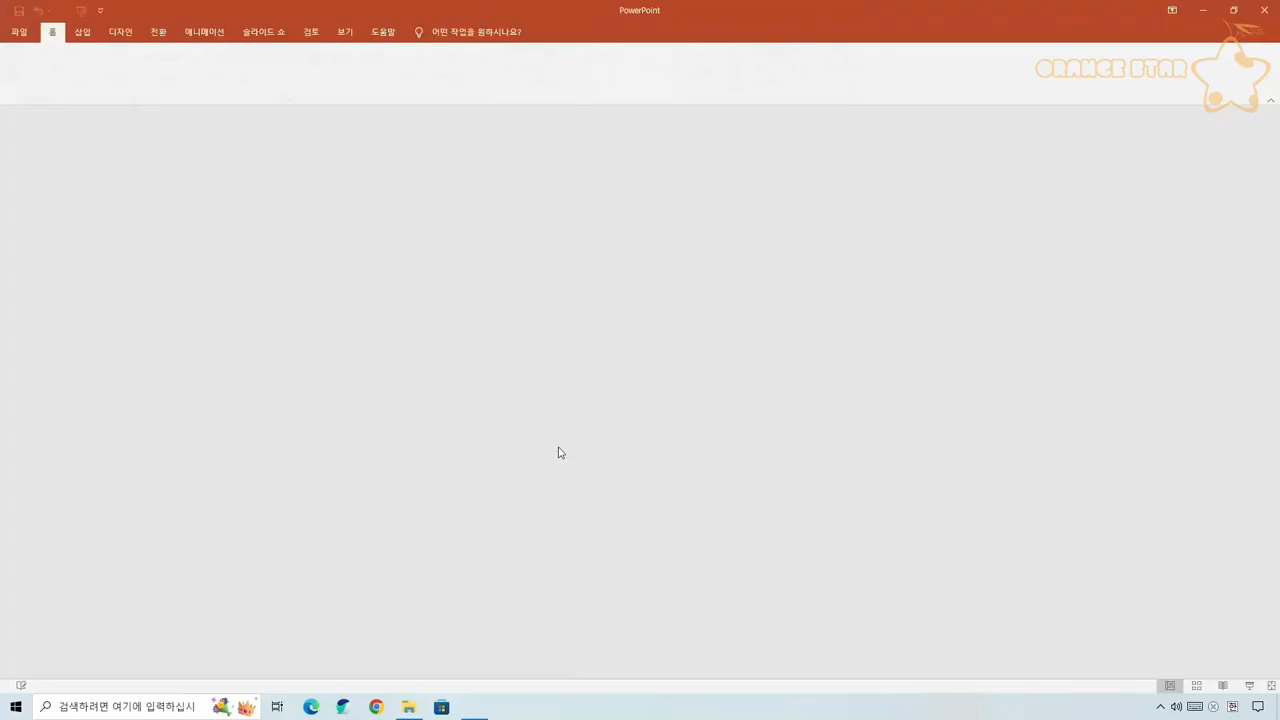 PowerPoint
파일 홈 삽입 디자인 전환 애니메이션 슬라이드 쇼 검토 보기 도움말 어떤 작업을 원하시나요?
ORANGE STAR
검색하려면 여기에 입력하십시
한